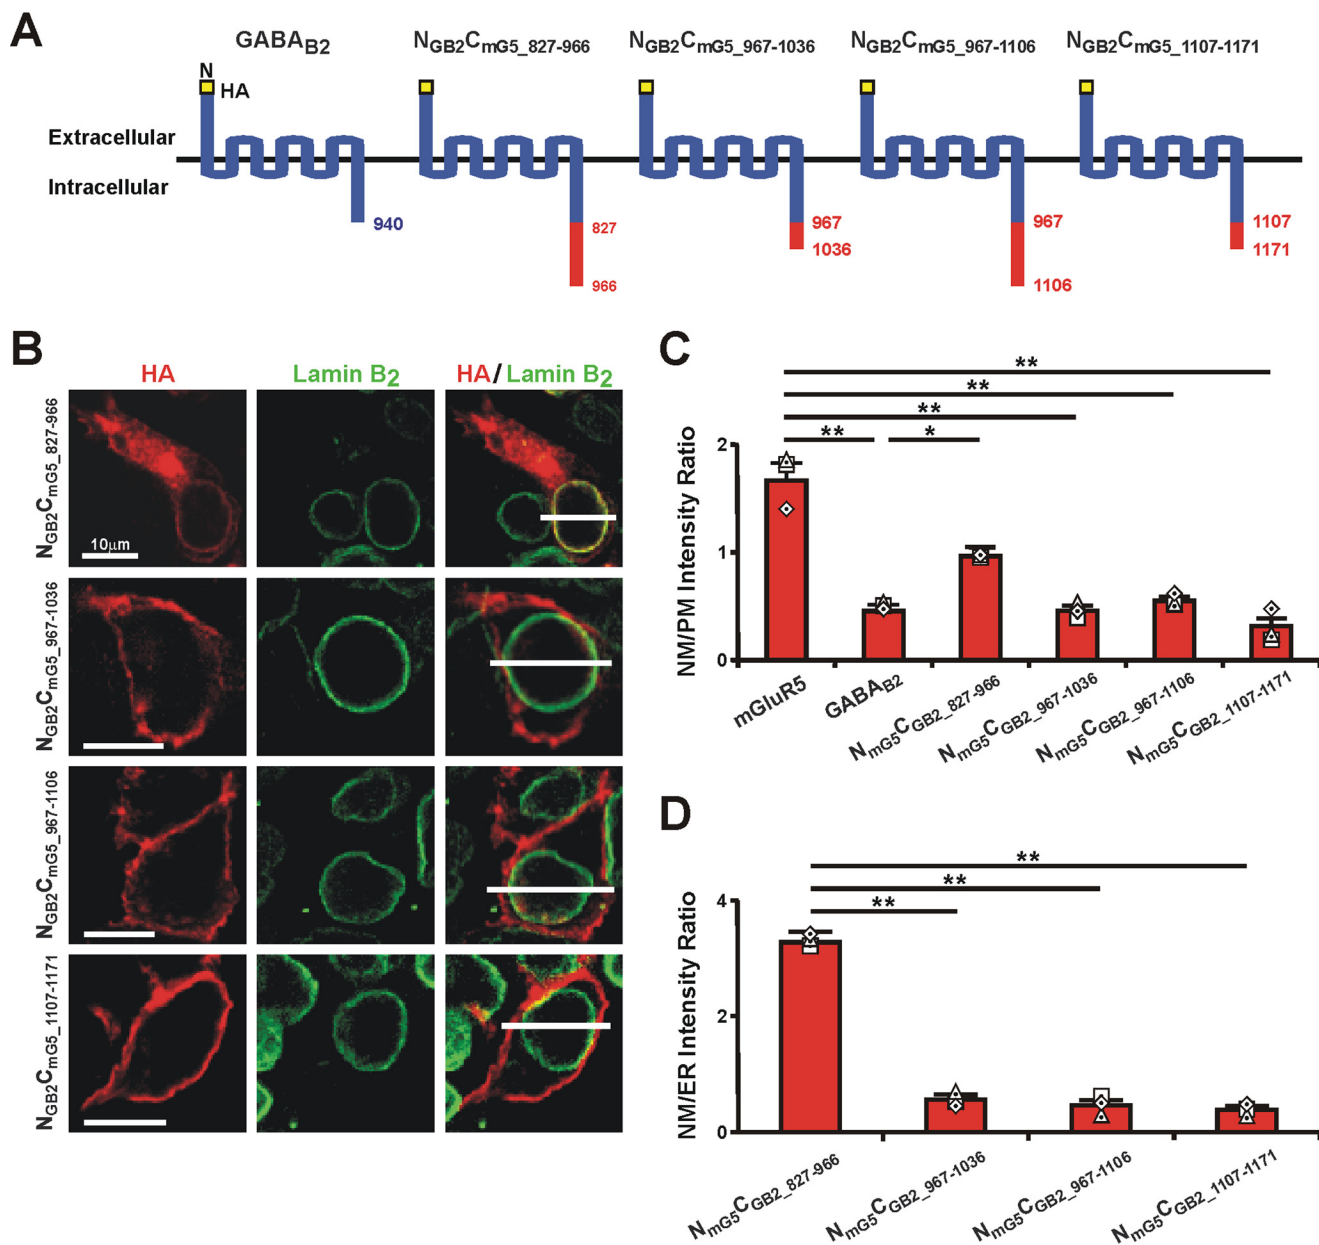 A
GABAB2
NGB2CmG5_827-966
NGB2CmG5_967-1036
NGB2CmG5_967-1106
NGB2CmG5_1107-1171
N
HA
Extracellular
Intracellular
940
827
966
967
1036
967
1106
1107
1171
B
HA
Lamin B2
HA/Lamin B2
NGB2CmG5_827-966
10μm
NGB2CmG5_967-1036
NGB2CmG5_967-1106
NGB2CmG5_1107-1171
C
**
**
**
**
*
NM/PM Intensity Ratio
2
1
0
mGluR5
GABAB2
NmG5CGB2_827-966
NmG5CGB2_967-1036
NmG5CGB2_967-1106
NmG5CGB2_1107-1171
D
**
**
**
NM/ER Intensity Ratio
4
2
0
NmG5CGB2_827-966
NmG5CGB2_967-1036
NmG5CGB2_967-1106
NmG5CGB2_1107-1171